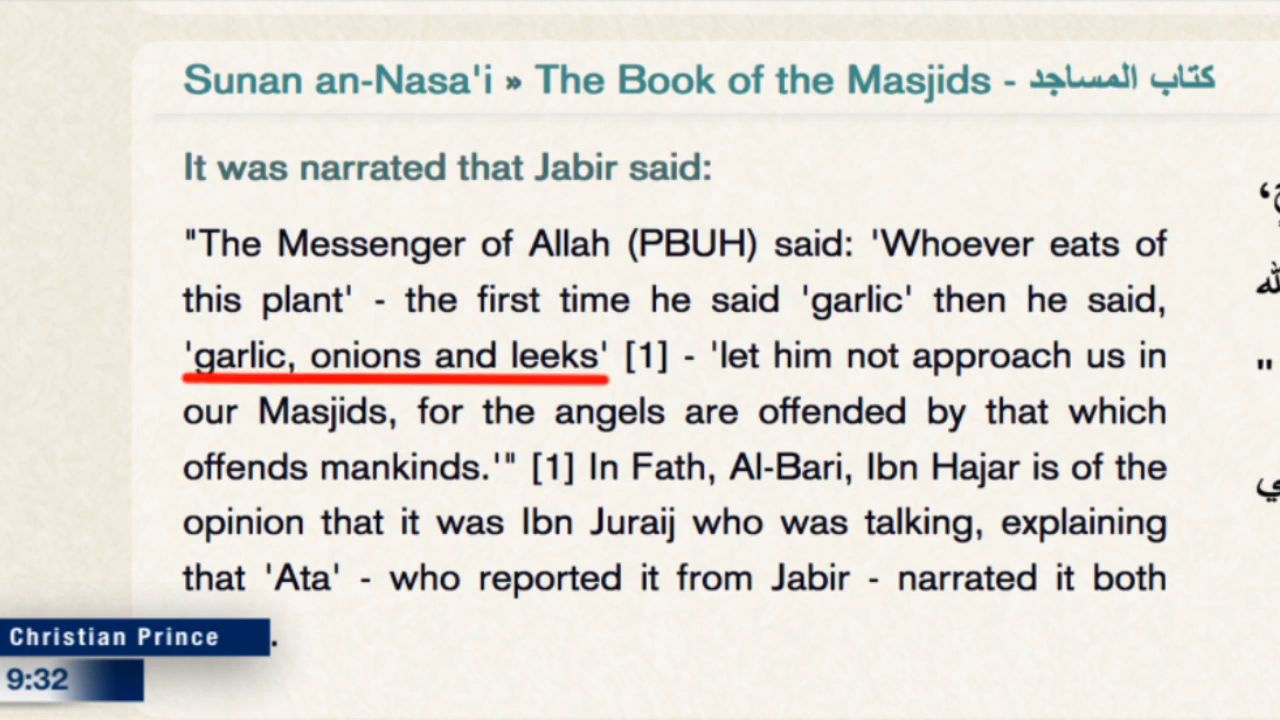 Sunan an-Nasa'i » The Book of the Masjids - كتاب المساجد
It was narrated that Jabir said:
"The Messenger of Allah (PBUH) said: 'Whoever eats of
this plant' - the first time he said 'garlic' then he said,
'garlic, onions and leeks' [1] - 'let him not approach us in
our Masjids, for the angels are offended by that which
offends mankinds.'" [1] In Fath, Al-Bari, Ibn Hajar is of the
opinion that it was Ibn Juraij who was talking, explaining
that 'Ata' - who reported it from Jabir - narrated it both
.
Christian Prince
9:32
"